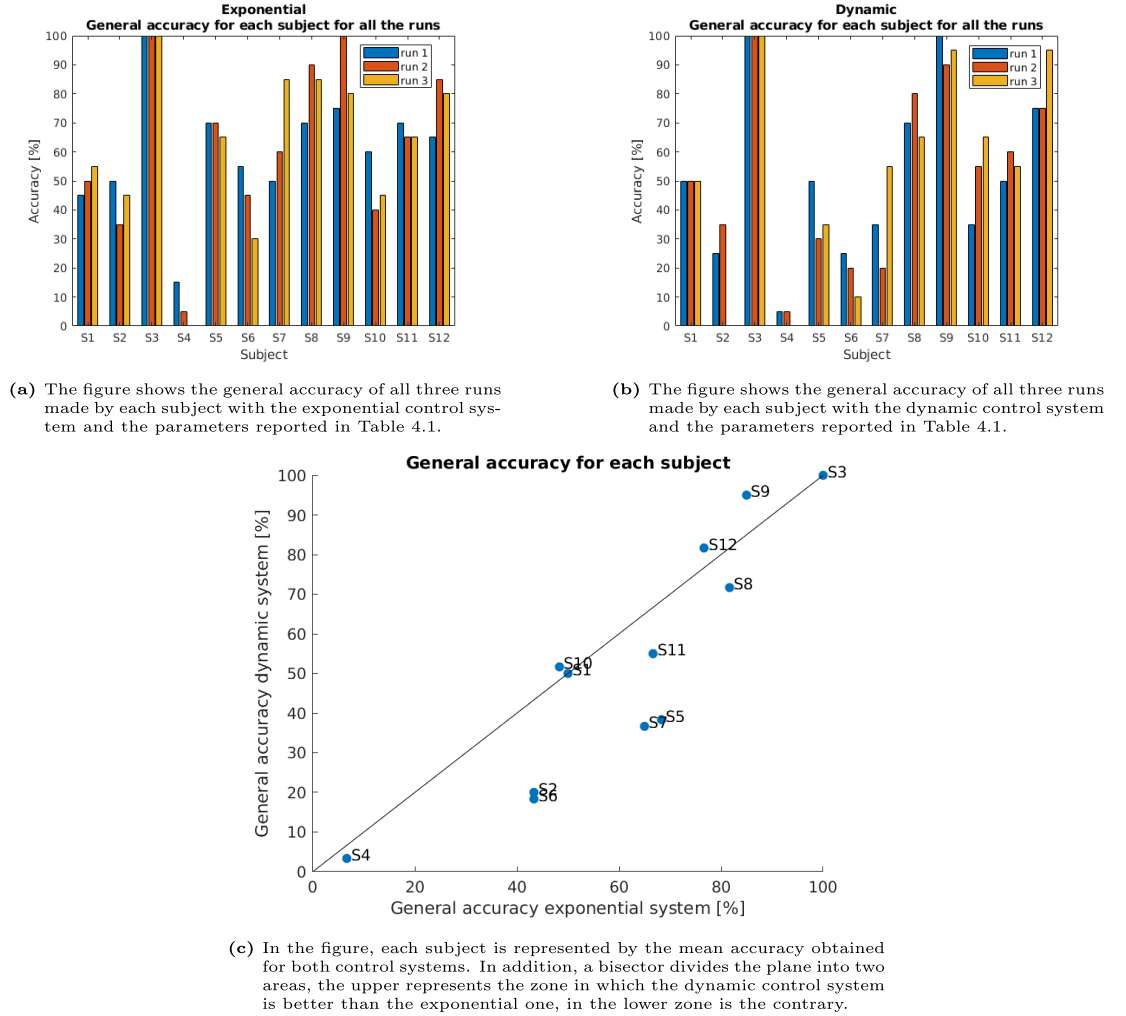 Exponential
General accuracy for each subject for all the runs
100
90
80
70
60
50
40
30
20
10
0
Accuracy [%]
run 1
run 2
run 3
S1 S2 S3 S4 S5 S6 S7 S8 S9 S10 S11 S12
Subject
(a) The figure shows the general accuracy of all three runs
made by each subject with the exponential control sys-
tem and the parameters reported in Table 4.1.
Dynamic
General accuracy for each subject for all the runs
100
90
80
70
60
50
40
30
20
10
0
Accuracy [%]
run 1
run 2
run 3
S1 S2 S3 S4 S5 S6 S7 S8 S9 S10 S11 S12
Subject
(b) The figure shows the general accuracy of all three runs
made by each subject with the dynamic control system
and the parameters reported in Table 4.1.
General accuracy for each subject
100
90
80
70
60
50
40
30
20
10
0
General accuracy dynamic system [%]
S3
S9
S12
S8
S11
S10
S1
S5
S7
S2
S6
S4
0 20 40 60 80 100
General accuracy exponential system [%]
(c) In the figure, each subject is represented by the mean accuracy obtained
for both control systems. In addition, a bisector divides the plane into two
areas, the upper represents the zone in which the dynamic control system
is better than the exponential one, in the lower zone is the contrary.